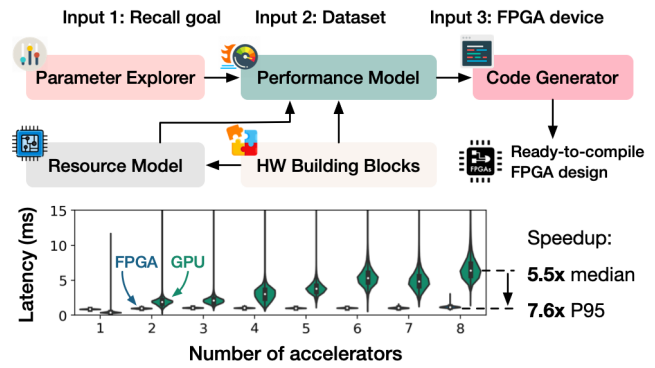 Input 1: Recall goal
Input 2: Dataset
Input 3: FPGA device
Parameter Explorer
Performance Model
Code Generator
Resource Model
HW Building Blocks
FPGAs
Ready-to-compile
FPGA design
Latency (ms)
15
10
5
0
FPGA
GPU
1
2
3
4
5
6
7
8
Number of accelerators
Speedup:
5.5x median
7.6x P95